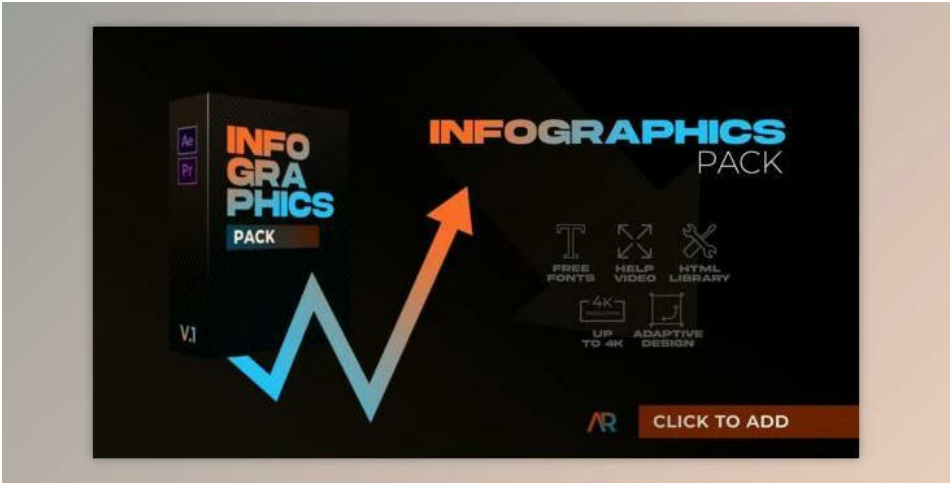 Ae
Pr
INFO
GRA
PHICS
PACK
V.1
INFOGRAPHICS
PACK
FREE
FONTS
HELP
VIDEO
HTML
LIBRARY
4K
UP
TO 4K
ADAPTIVE
DESIGN
AR
CLICK TO ADD